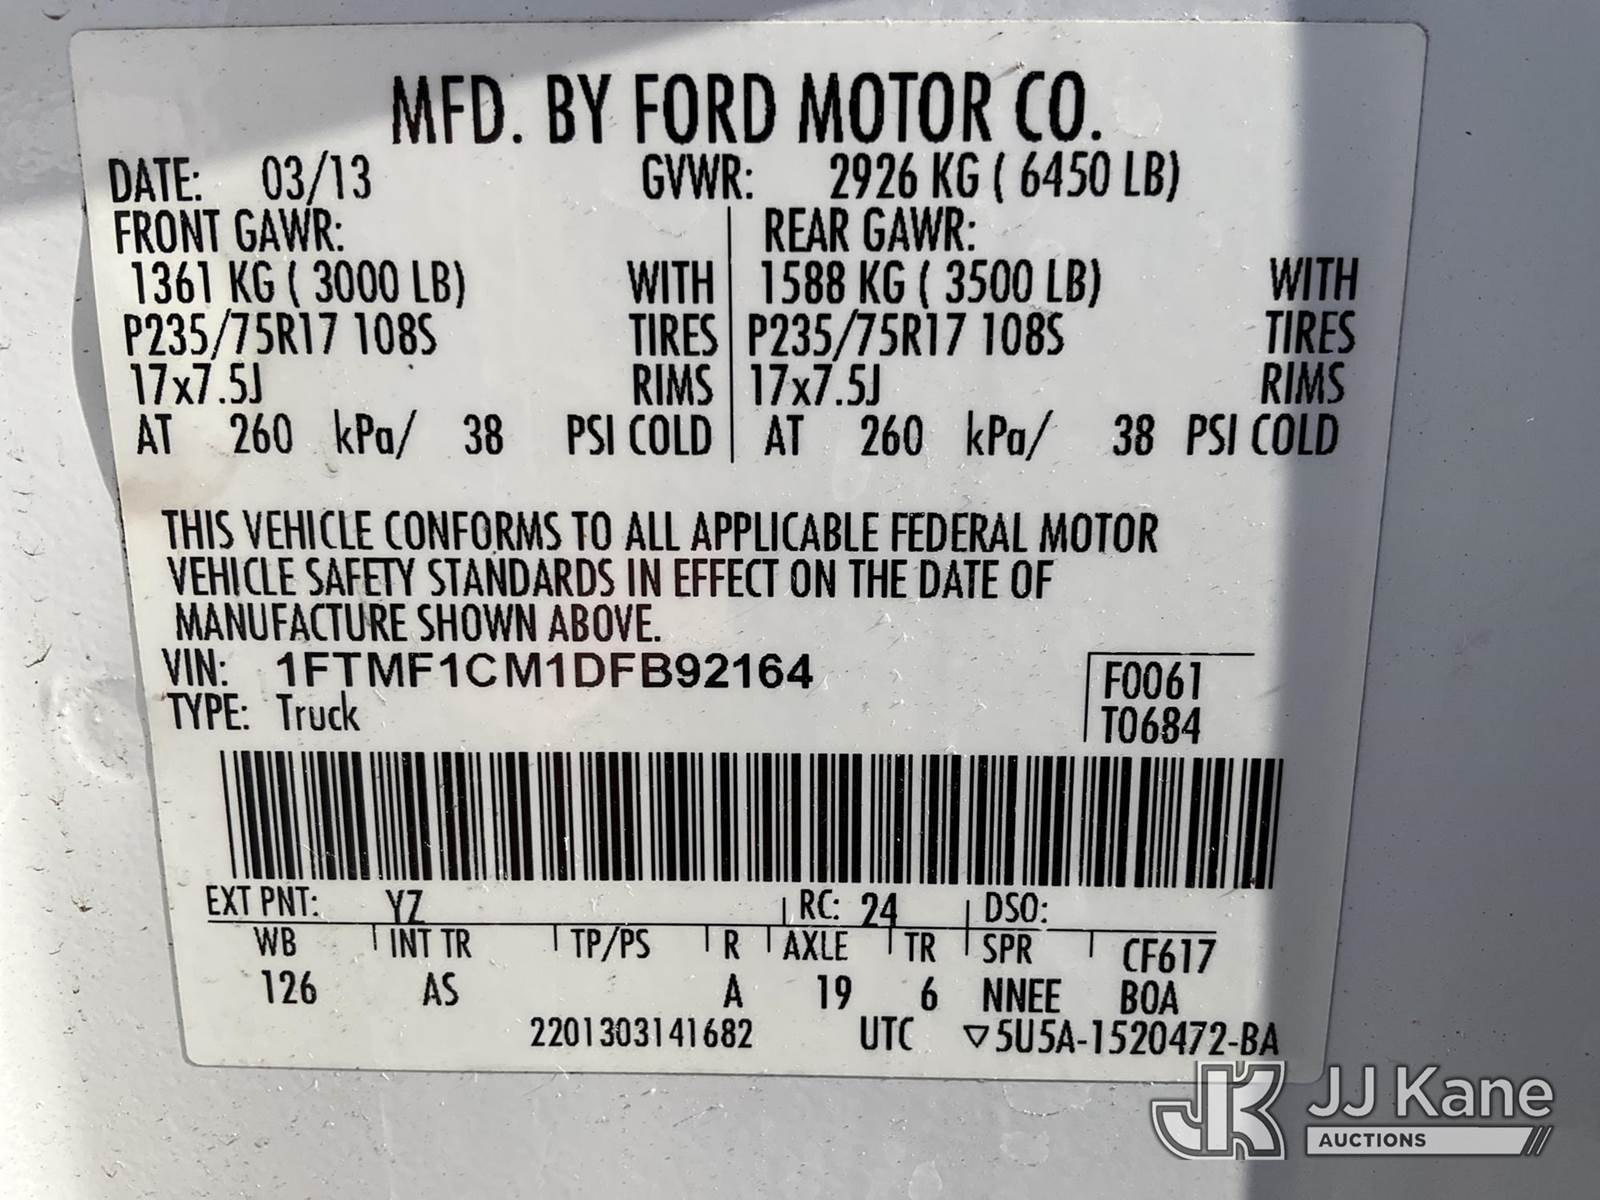 MFD. BY FORD MOTOR CO.
DATE: 03/13 GVWR: 2926 KG ( 6450 LB)
FRONT GAWR: REAR GAWR:
1361 KG ( 3000 LB) WITH 1588 KG ( 3500 LB) WITH
P235/75R17 108S TIRES P235/75R17 108S TIRES
17x7.5J RIMS 17x7.5J RIMS
AT 260 kPa/ 38 PSI COLD AT 260 kPa/ 38 PSI COLD
THIS VEHICLE CONFORMS TO ALL APPLICABLE FEDERAL MOTOR
VEHICLE SAFETY STANDARDS IN EFFECT ON THE DATE OF
MANUFACTURE SHOWN ABOVE.
VIN: 1FTMF1CM1DFB92164 F0061
TYPE: Truck T0684
EXT PNT: YZ RC: 24 DSO:
WB INT TR TP/PS R AXLE TR SPR CF617
126 AS A 19 6 NNEE BOA
2201303141682 UTC ▽5U5A-1520472-BA
JK JJ Kane
AUCTIONS